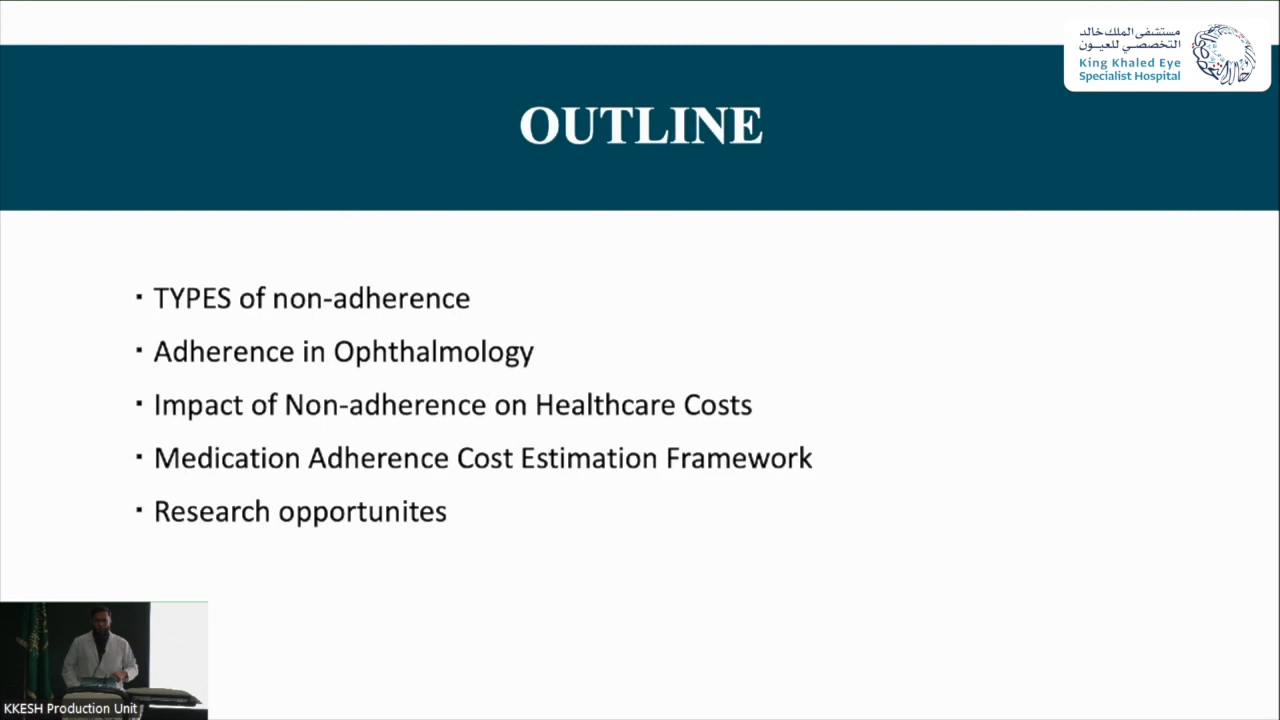 مستشفى الملك خالد
التخصصي للعيون
King Khaled Eye
Specialist Hospital
OUTLINE
▪ TYPES of non-adherence
▪ Adherence in Ophthalmology
▪ Impact of Non-adherence on Healthcare Costs
▪ Medication Adherence Cost Estimation Framework
▪ Research opportunites
KKESH Production Unit